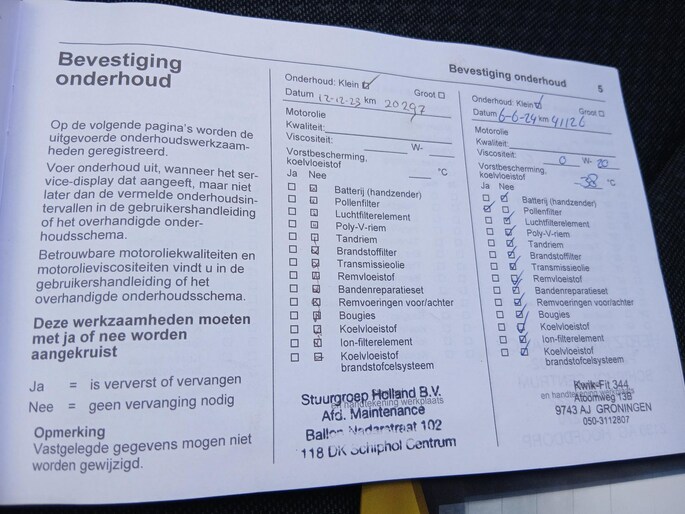 Bevestiging
onderhoud
Op de volgende pagina's worden de
uitgevoerde onderhoudswerkzaam-
heden geregistreerd.
Voer onderhoud uit, wanneer het ser-
vice-display dat aangeeft, maar niet
later dan de vermelde onderhoudsin-
tervallen in de gebruikershandleiding
of het overhandigde onder-
houdsschema.
Betrouwbare motoroliekwaliteiten en
motorolieviscositeiten vindt u in de
gebruikershandleiding of het
overhandigde onderhoudsschema.
Deze werkzaamheden moeten
met ja of nee worden
aangekruist
Ja = is ververst of vervangen
Nee = geen vervanging nodig
Opmerking
Vastgelegde gegevens mogen niet
worden gewijzigd.
Onderhoud: Klein Groot
Datum 12-12-23 km 20297
Motorolie
Kwaliteit:
Viscositeit: W-
Vorstbescherming,
koelvloeistof °C
Ja Nee
Batterij (handzender)
Pollenfilter
Luchtfilterelement
Poly-V-riem
Tandriem
Brandstoffilter
Transmissieolie
Remvloeistof
Bandenreparatieset
Remvoeringen voor/achter
Bougies
Koelvloeistof
Ion-filterelement
Koelvloeistof
brandstofcelsysteem
Stuurgroep Holland B.V.
en handtekening werkplaats
Afd. Maintenance
102
118 DK Schiphol Centrum
Bevestiging onderhoud 5
Onderhoud: Klein Groot
Datum 6-6-24 km 41126
Motorolie
Kwaliteit:
Viscositeit: 0 W- 20
Vorstbescherming,
koelvloeistof -38 °C
Ja Nee
Batterij (handzender)
Pollenfilter
Luchtfilterelement
Poly-V-riem
Tandriem
Brandstoffilter
Transmissieolie
Remvloeistof
Bandenreparatieset
Remvoeringen voor/achter
Bougies
Koelvloeistof
Ion-filterelement
Koelvloeistof
brandstofcelsysteem
Kwik-Fit 344
en handtekening werkplaats
Atoomweg 13B
9743 AJ GRONINGEN
050-3112807